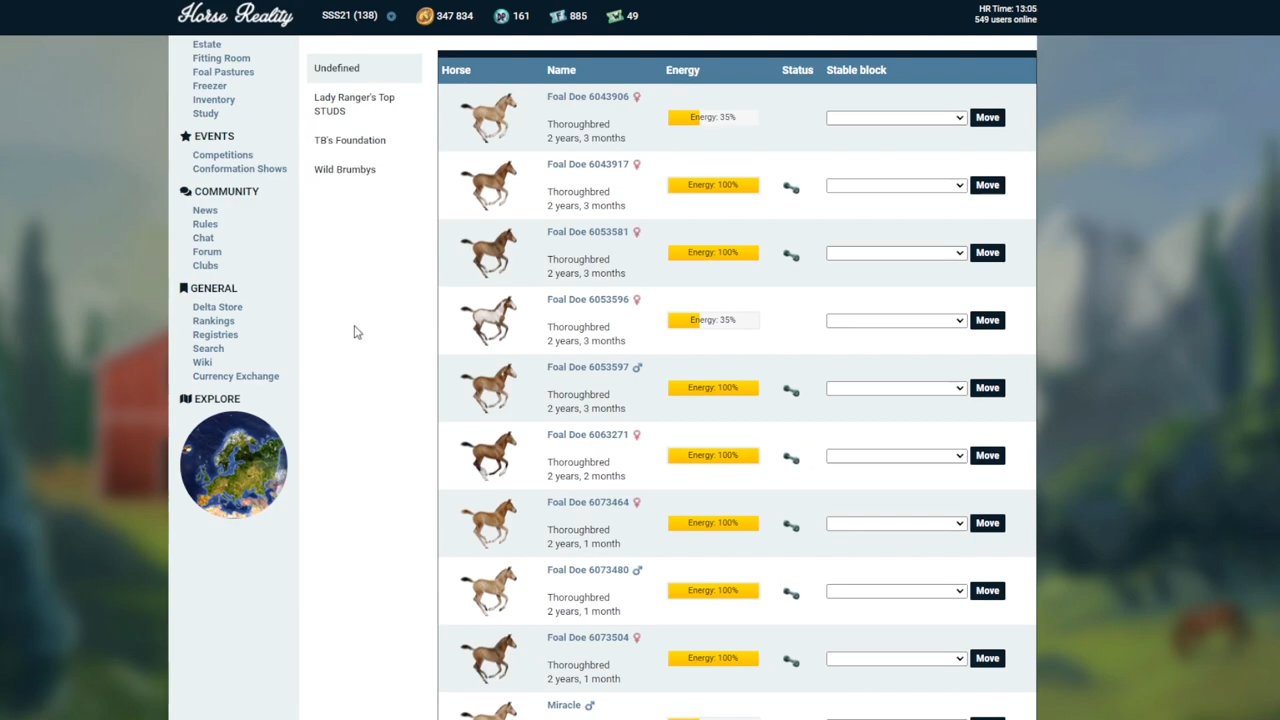 Horse Reality
SSS21 (138)
347 834
161
885
49
HR Time: 13:05
549 users online
Estate
Fitting Room
Foal Pastures
Freezer
Inventory
Study
EVENTS
Competitions
Conformation Shows
COMMUNITY
News
Rules
Chat
Forum
Clubs
GENERAL
Delta Store
Rankings
Registries
Search
Wiki
Currency Exchange
EXPLORE
Undefined
Lady Ranger's Top
STUDS
TB's Foundation
Wild Brumbys
Horse Name Energy Status Stable block
Foal Doe 6043906 ♀
Thoroughbred
2 years, 3 months
Energy: 35%
Move
Foal Doe 6043917 ♀
Thoroughbred
2 years, 3 months
Energy: 100%
Move
Foal Doe 6053581 ♀
Thoroughbred
2 years, 3 months
Energy: 100%
Move
Foal Doe 6053596 ♀
Thoroughbred
2 years, 3 months
Energy: 35%
Move
Foal Doe 6053597 ♂
Thoroughbred
2 years, 3 months
Energy: 100%
Move
Foal Doe 6063271 ♀
Thoroughbred
2 years, 2 months
Energy: 100%
Move
Foal Doe 6073464 ♀
Thoroughbred
2 years, 1 month
Energy: 100%
Move
Foal Doe 6073480 ♂
Thoroughbred
2 years, 1 month
Energy: 100%
Move
Foal Doe 6073504 ♀
Thoroughbred
2 years, 1 month
Energy: 100%
Move
Miracle ♂